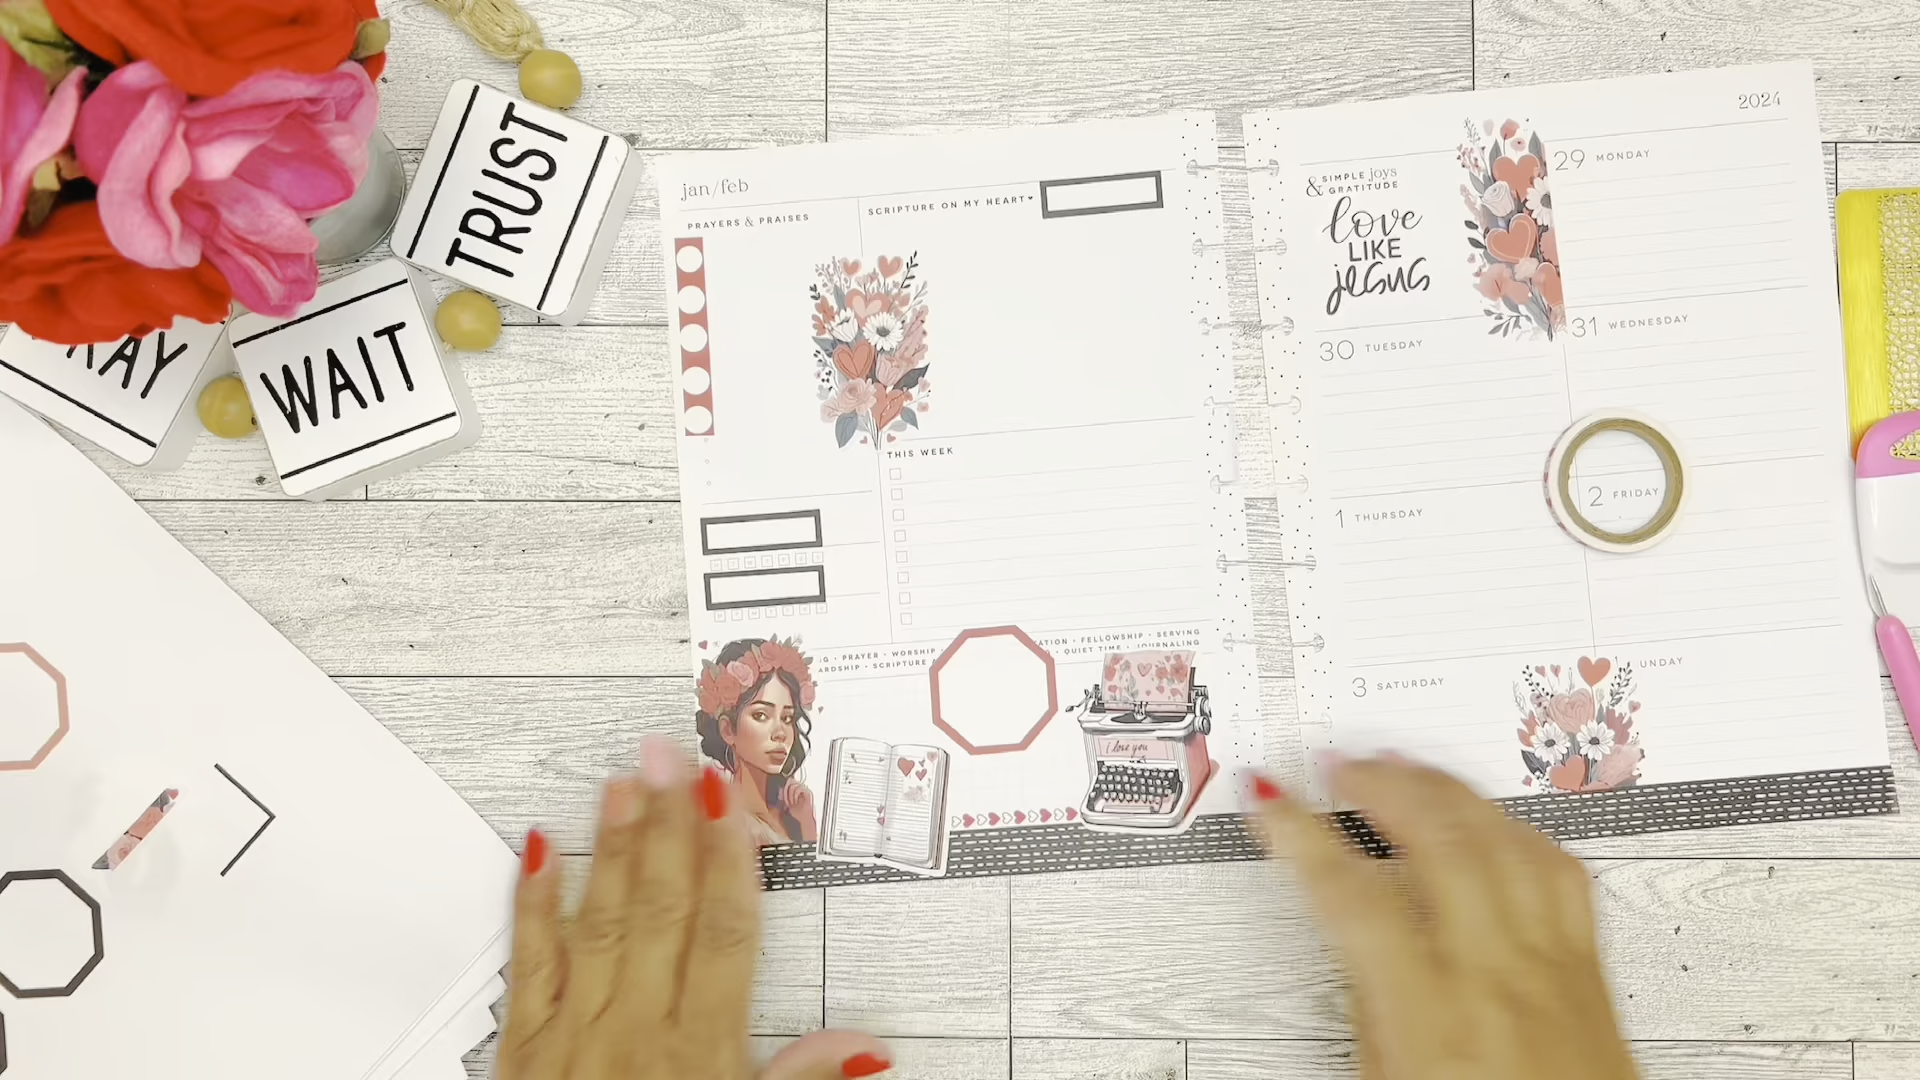 TRUST
WAIT
RAY
jan/feb
PRAYERS & PRAISES
SCRIPTURE ON MY HEART♥
THIS WEEK
PRAYER • WORSHIP •
SCRIPTURE
FELLOWSHIP • SERVING
• QUIET TIME • JOURNALING
i love you
2024
& SIMPLE joys
GRATITUDE
love
LIKE
jesus
29 MONDAY
30 TUESDAY
31 WEDNESDAY
1 THURSDAY
2 FRIDAY
3 SATURDAY
UNDAY